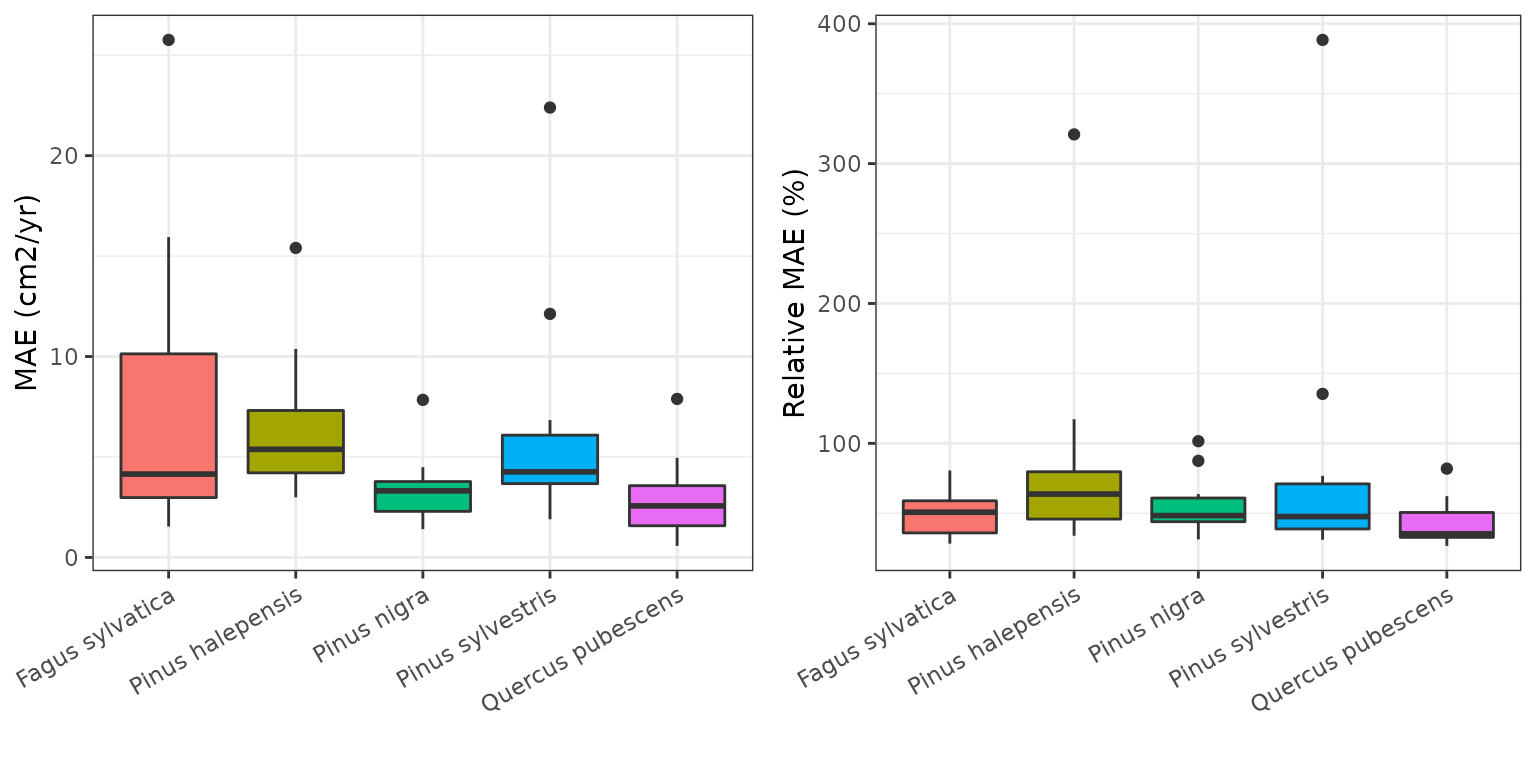 MAE (cm2/yr)
20
10
0
Fagus sylvatica
Pinus halepensis
Pinus nigra
Pinus sylvestris
Quercus pubescens
Relative MAE (%)
400
300
200
100
Fagus sylvatica
Pinus halepensis
Pinus nigra
Pinus sylvestris
Quercus pubescens